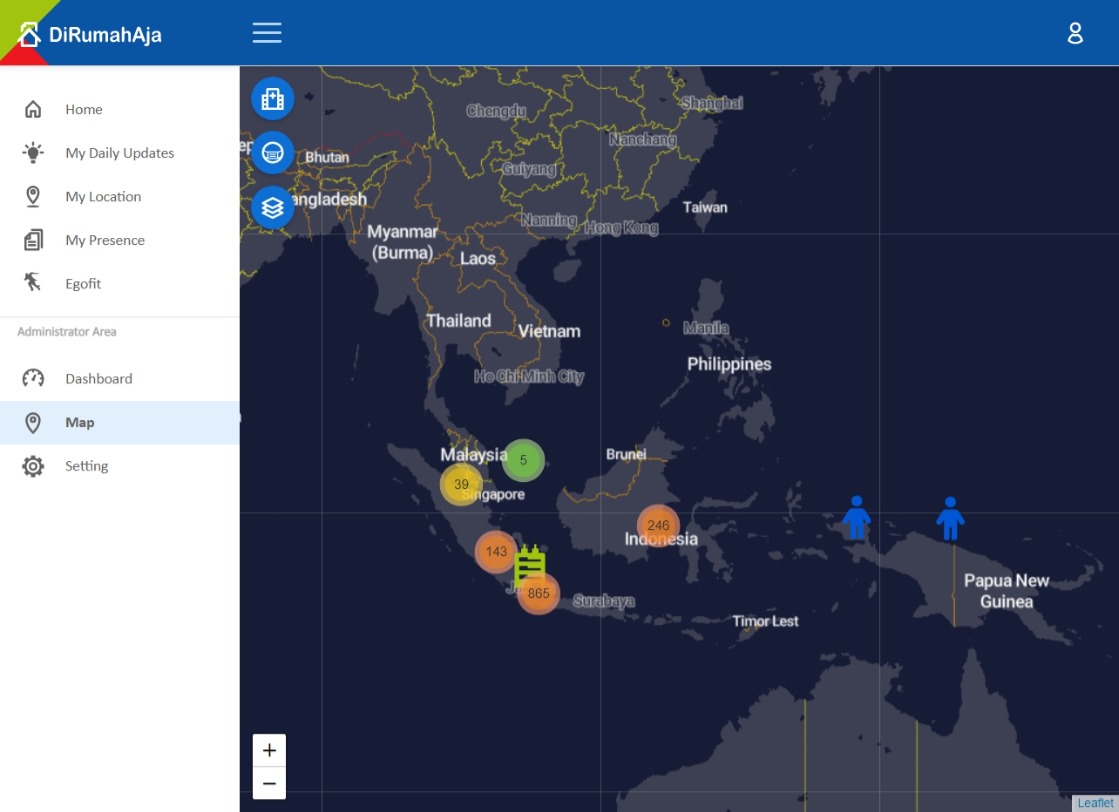 DiRumahAja
Home
My Daily Updates
My Location
My Presence
Egofit
Administrator Area
Dashboard
Map
Setting
Chengdu
Shanghai
Nanchang
Bhutan
Guiyang
angladesh
Taiwan
Nanning
Hong Kong
Myanmar
(Burma)
Laos
Thailand
Vietnam
Manila
Philippines
Ho Chi Minh City
Malaysia
5
Brunei
39
Singapore
246
Indonesia
143
865
Surabaya
Papua New
Guinea
Timor Lest
+
−
Leaflet